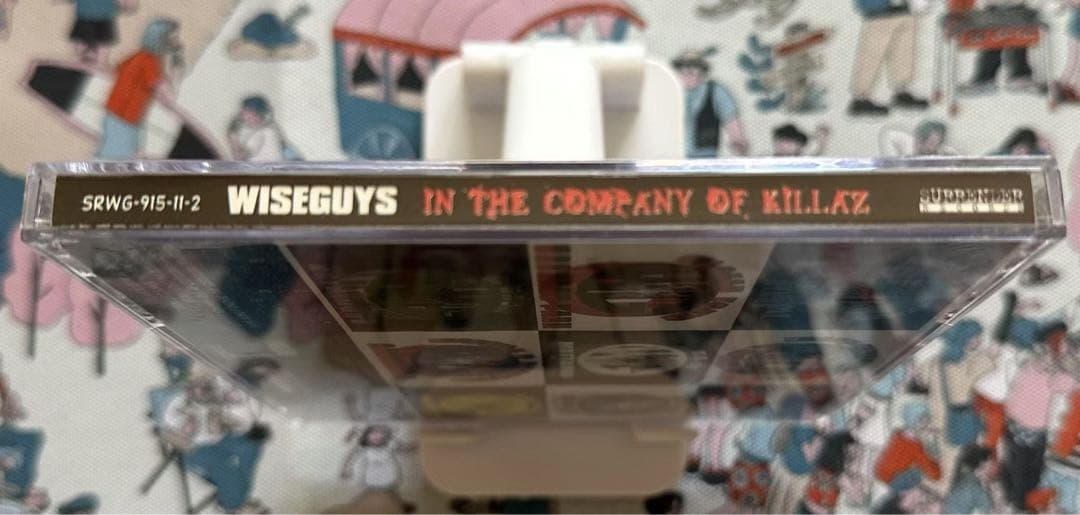 SRWG-915-11-2 WISEGUYS IN THE COMPANY OF KILLAZ SURRENDER